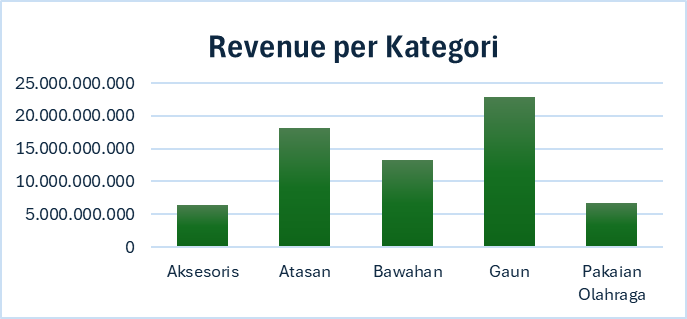 Revenue per Kategori
25.000.000.000
20.000.000.000
15.000.000.000
10.000.000.000
5.000.000.000
0
Aksesoris
Atasan
Bawahan
Gaun
Pakaian
Olahraga